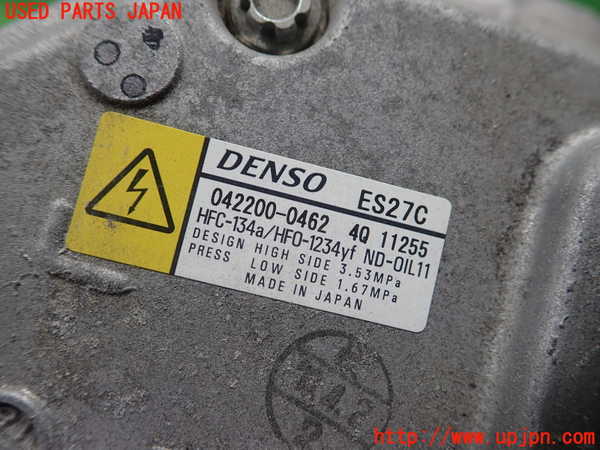 USED PARTS JAPAN
DENSO ES27C
042200-0462 4Q 11255
HFC-134a/HFO-1234yf ND-OIL11
DESIGN HIGH SIDE 3.53MPa
PRESS LOW SIDE 1.67MPa
MADE IN JAPAN
U-Parts
http://www.upjpn.com/